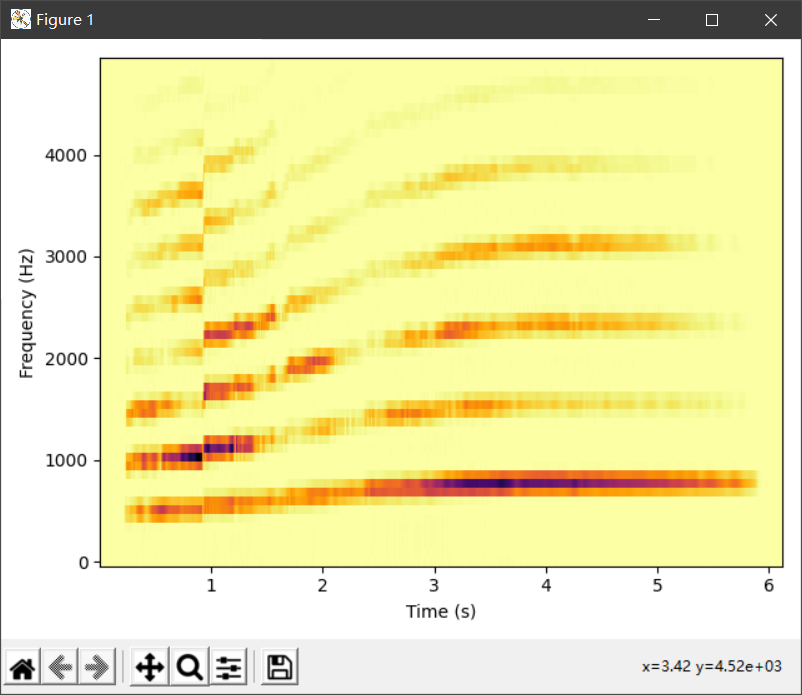 Figure 1
4000
3000
2000
1000
0
Frequency (Hz)
1 2 3 4 5 6
Time (s)
x=3.42 y=4.52e+03